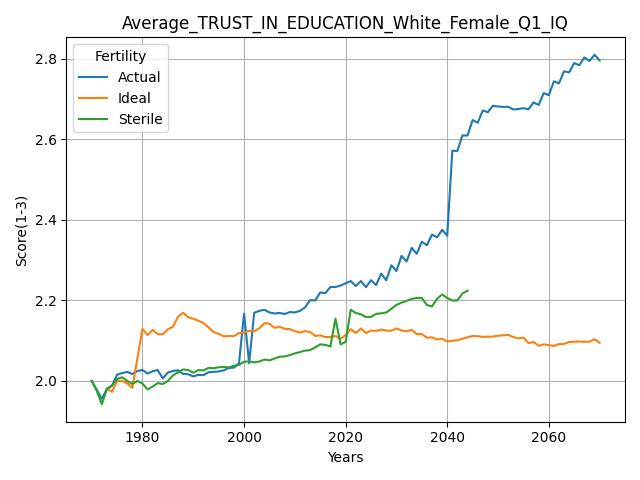 Average_TRUST_IN_EDUCATION_White_Female_Q1_IQ
Fertility
Actual
Ideal
Sterile
2.8
2.6
2.4
2.2
2.0
Score(1-3)
1980
2000
2020
2040
2060
Years